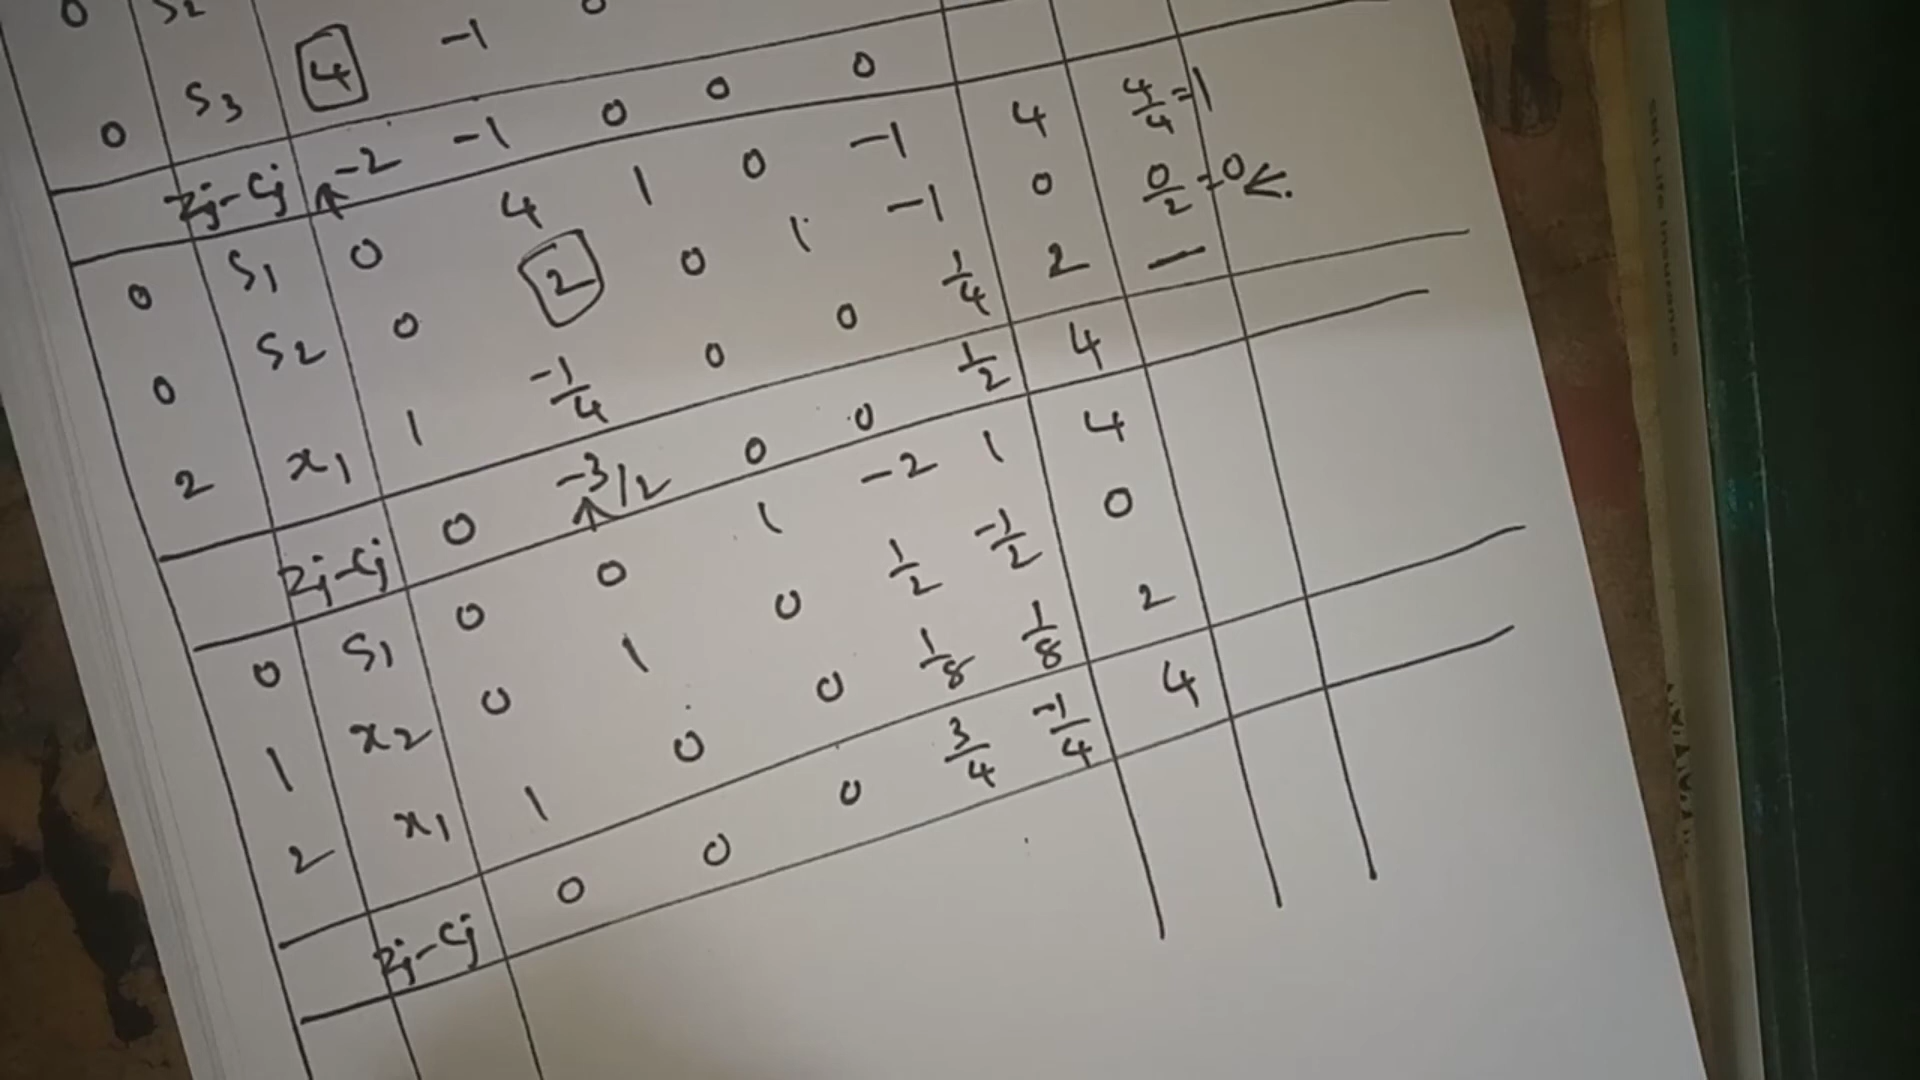 0 S2 0
0 S3 4 -1
Zj-Cj -2 -1 0 0 0
0 S1 0 4 1 0 -1 4 4/4=1
0 S2 0 2 0 1 -1 0 0/2=0←
2 x1 1 -1/4 0 0 1/4 2 —
Zj-Cj 0 -3/2 0 0 1/2 4
0 S1 0 0 1 -2 1 4
1 x2 0 1 0 1/2 -1/2 0
2 x1 1 0 0 1/8 1/8 2
Zj-Cj 0 0 0 3/4 -1/4 4